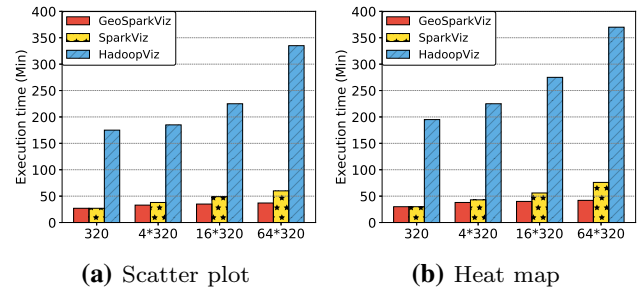 400
350
300
250
200
150
100
50
0
Execution time (Min)
GeoSparkViz
SparkViz
HadoopViz
320 4*320 16*320 64*320
(a) Scatter plot
400
350
300
250
200
150
100
50
0
Execution time (Min)
GeoSparkViz
SparkViz
HadoopViz
320 4*320 16*320 64*320
(b) Heat map